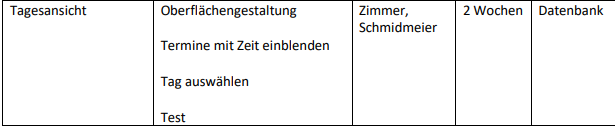 Tagesansicht
Oberflächengestaltung
Termine mit Zeit einblenden
Tag auswählen
Test
Zimmer,
Schmidmeier
2 Wochen
Datenbank